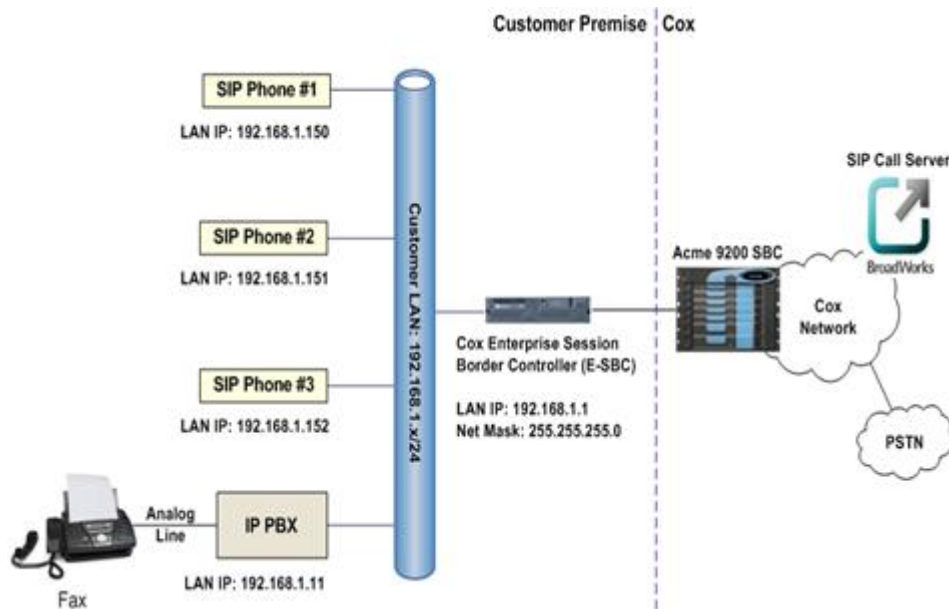 Customer Premise
Cox
SIP Phone #1
LAN IP: 192.168.1.150
SIP Phone #2
LAN IP: 192.168.1.151
SIP Phone #3
LAN IP: 192.168.1.152
Analog
Line
IP PBX
LAN IP: 192.168.1.11
Fax
Customer LAN: 192.168.1.x/24
Cox Enterprise Session
Border Controller (E-SBC)
LAN IP: 192.168.1.1
Net Mask: 255.255.255.0
Acme 9200 SBC
SIP Call Server
BroadWorks
Cox
Network
PSTN